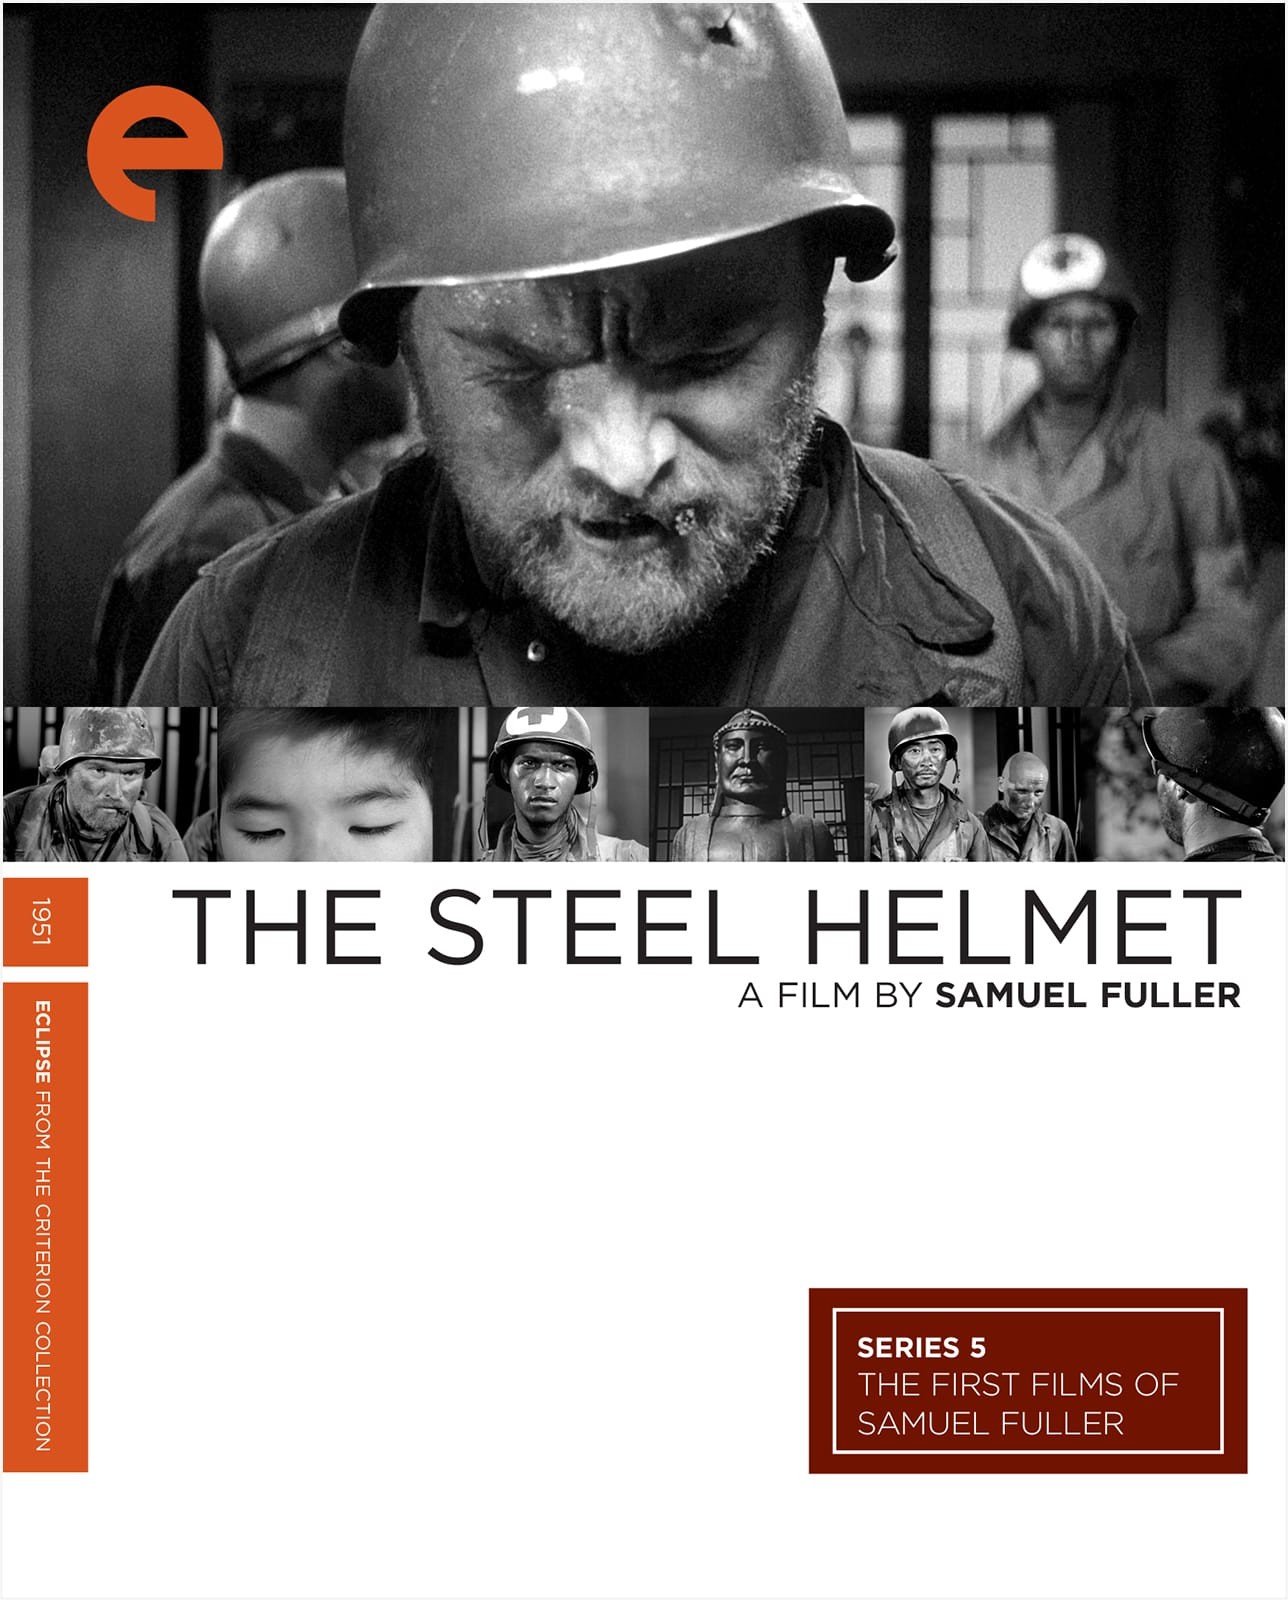 e
THE STEEL HELMET
A FILM BY SAMUEL FULLER
1951
ECLIPSE FROM THE CRITERION COLLECTION
SERIES 5
THE FIRST FILMS OF
SAMUEL FULLER